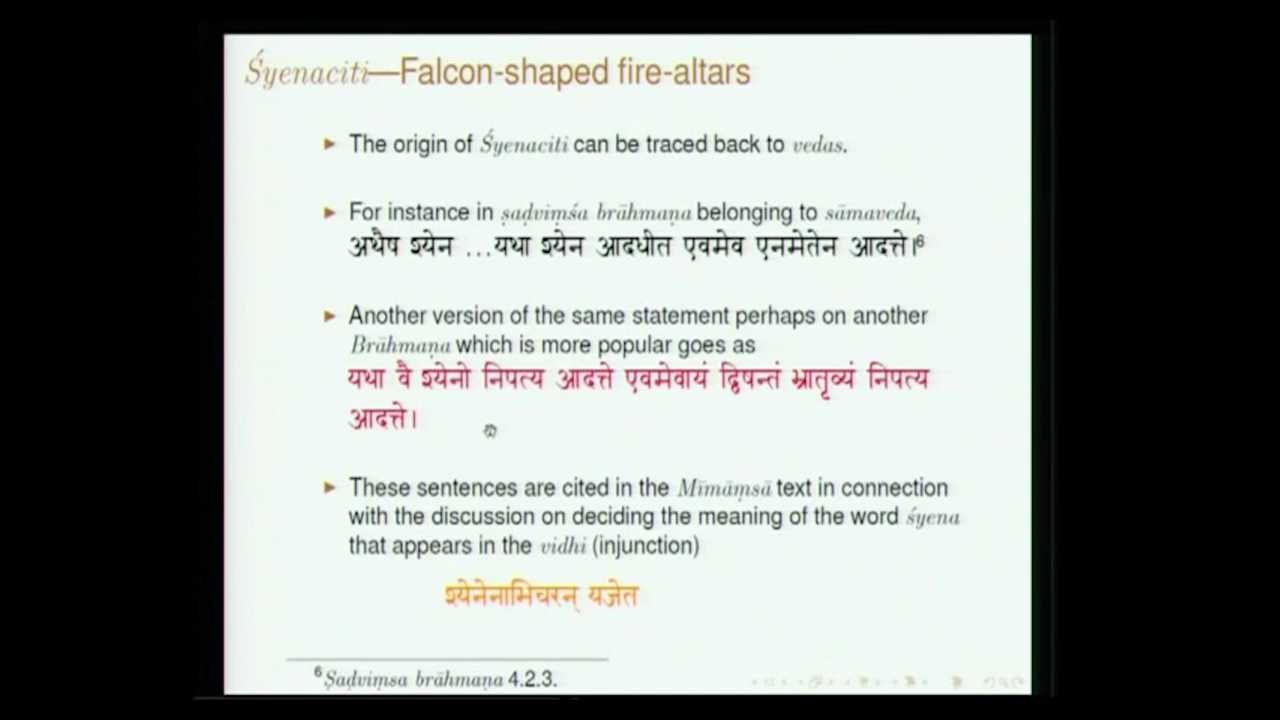 Śyenaciti—Falcon-shaped fire-altars
► The origin of Śyenaciti can be traced back to vedas.
► For instance in ṣaḍviṃśa brāhmaṇa belonging to sāmaveda,
अथैष श्येन ...यथा श्येन आदधीत एवमेव एनमेतेन आदत्ते।⁶
► Another version of the same statement perhaps on another
Brāhmaṇa which is more popular goes as
यथा वै श्येनो निपत्य आदत्ते एवमेवायं द्विषन्तं भ्रातृव्यं निपत्य
आदत्ते।
► These sentences are cited in the Mīmāṃsā text in connection
with the discussion on deciding the meaning of the word śyena
that appears in the vidhi (injunction)
श्येनेनाभिचरन् यजेत
⁶Ṣaḍviṃsa brāhmaṇa 4.2.3.